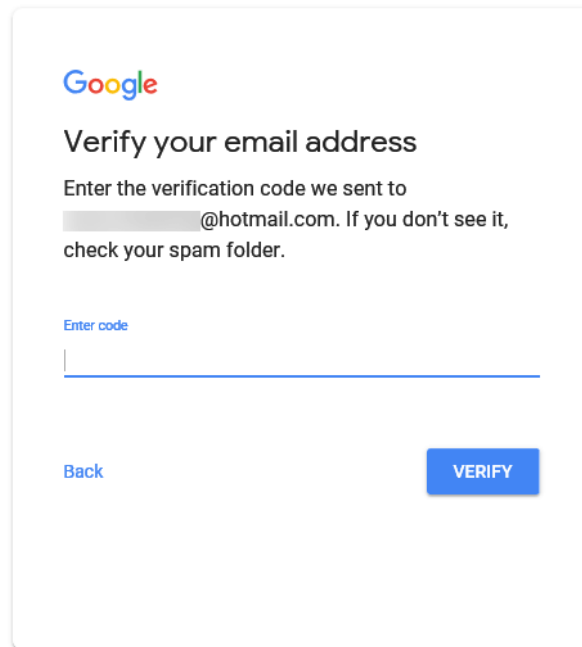 Google
Verify your email address
Enter the verification code we sent to
@hotmail.com. If you don't see it,
check your spam folder.
Enter code
Back
VERIFY